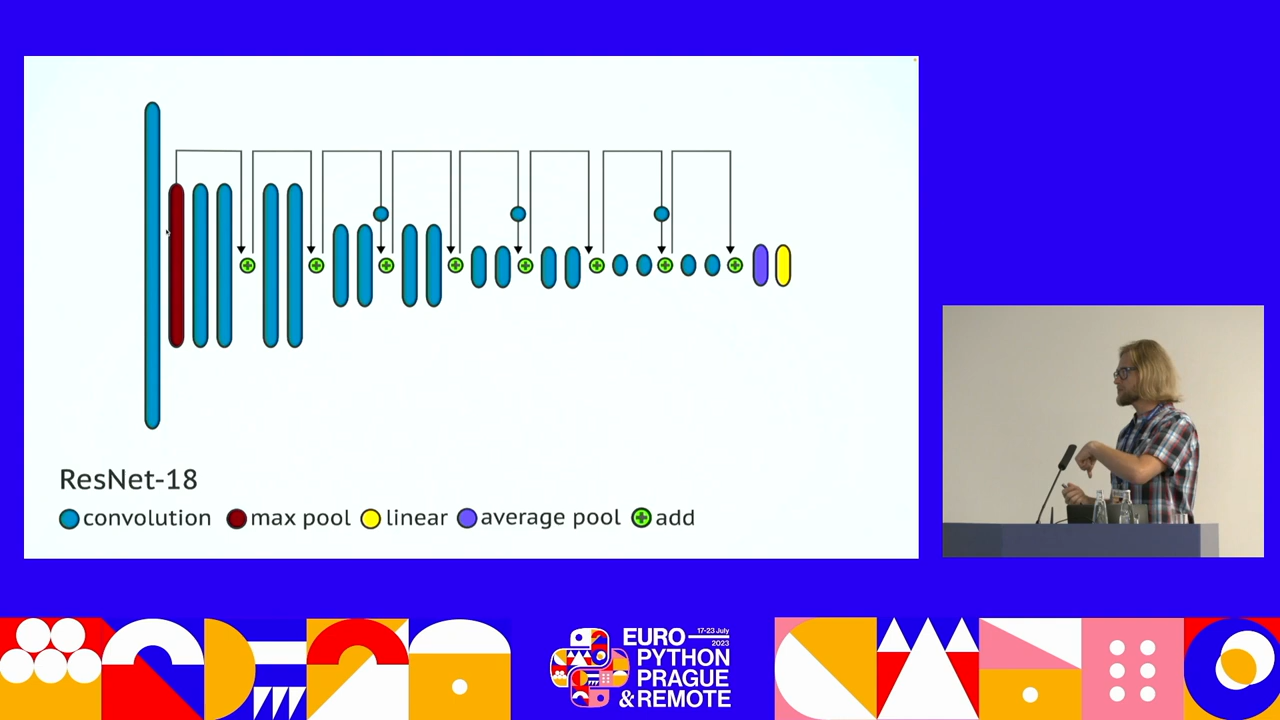 ResNet-18
convolution max pool linear average pool add
17-23 July
2023
EURO
PYTHON
PRAGUE
& REMOTE